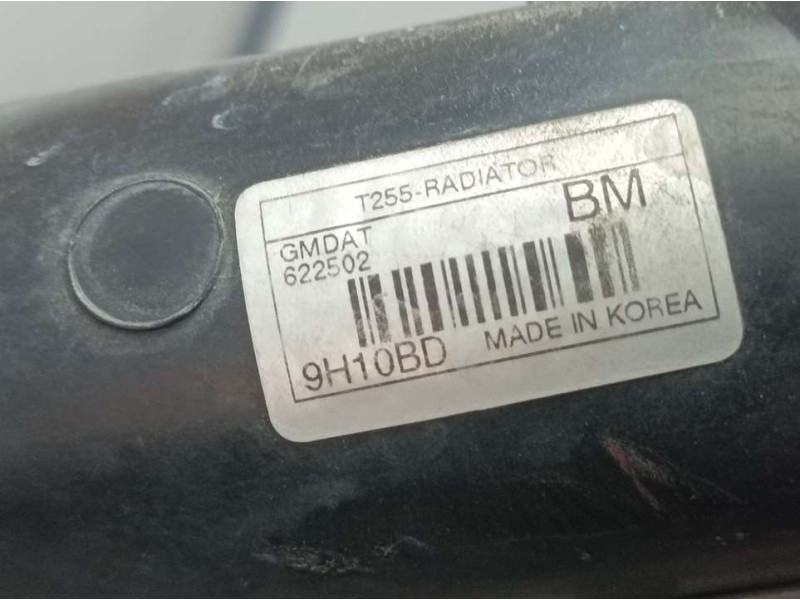 T255-RADIATOR
GMDAT BM
622502
9H10BD MADE IN KOREA